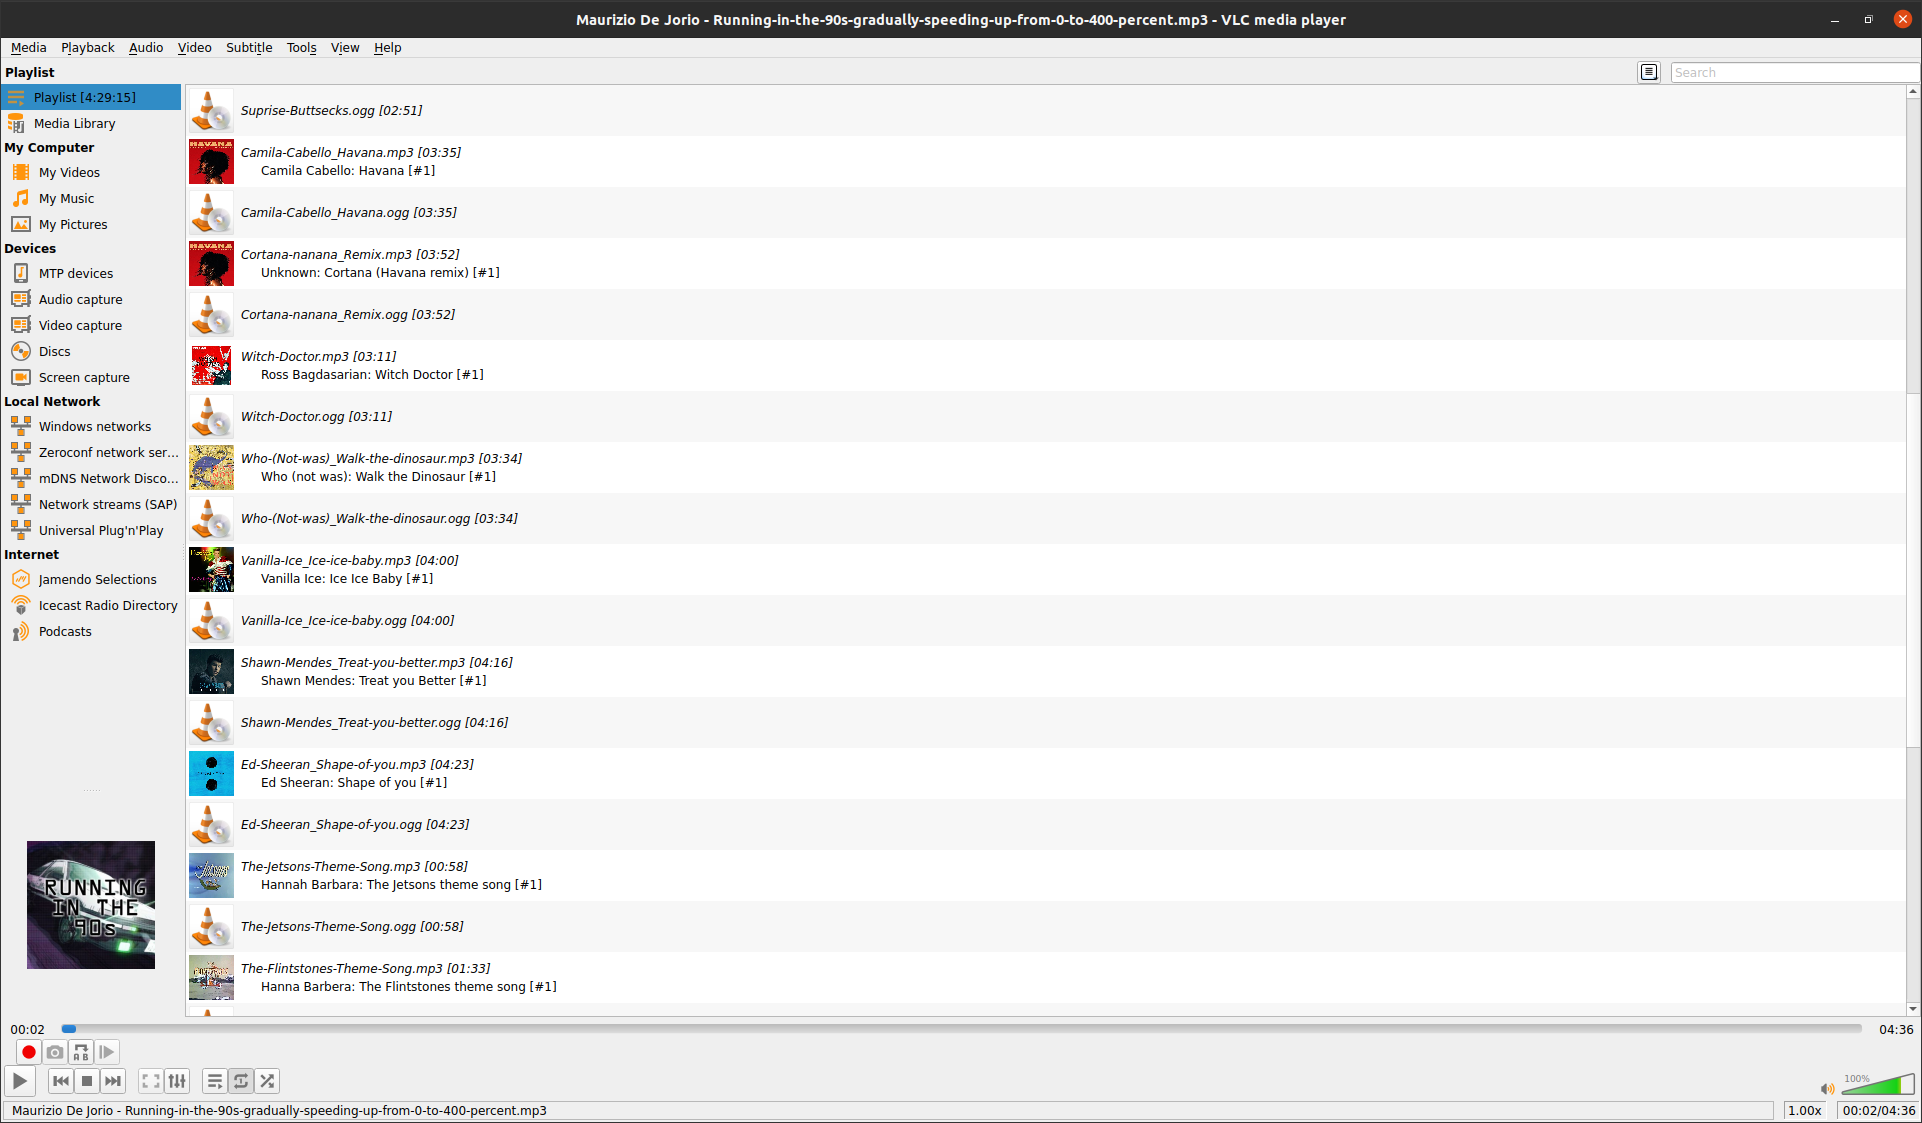 Maurizio De Jorio - Running-in-the-90s-gradually-speeding-up-from-0-to-400-percent.mp3 - VLC media player
Media Playback Audio Video Subtitle Tools View Help
Playlist
Search
Playlist [4:29:15]
Media Library
My Computer
My Videos
My Music
My Pictures
Devices
MTP devices
Audio capture
Video capture
Discs
Screen capture
Local Network
Windows networks
Zeroconf network ser...
mDNS Network Disco...
Network streams (SAP)
Universal Plug'n'Play
Internet
Jamendo Selections
Icecast Radio Directory
Podcasts
RUNNING
IN THE
90s
Suprise-Buttsecks.ogg [02:51]
HAVANA
Camila-Cabello_Havana.mp3 [03:35]
Camila Cabello: Havana [#1]
Camila-Cabello_Havana.ogg [03:35]
HAVANA
Cortana-nanana_Remix.mp3 [03:52]
Unknown: Cortana (Havana remix) [#1]
Cortana-nanana_Remix.ogg [03:52]
Witch-Doctor.mp3 [03:11]
Ross Bagdasarian: Witch Doctor [#1]
Witch-Doctor.ogg [03:11]
Who-(Not-was)_Walk-the-dinosaur.mp3 [03:34]
Who (not was): Walk the Dinosaur [#1]
Who-(Not-was)_Walk-the-dinosaur.ogg [03:34]
Vanilla-Ice_Ice-ice-baby.mp3 [04:00]
Vanilla Ice: Ice Ice Baby [#1]
Vanilla-Ice_Ice-ice-baby.ogg [04:00]
Shawn-Mendes_Treat-you-better.mp3 [04:16]
Shawn Mendes: Treat you Better [#1]
Shawn-Mendes_Treat-you-better.ogg [04:16]
Ed-Sheeran_Shape-of-you.mp3 [04:23]
Ed Sheeran: Shape of you [#1]
Ed-Sheeran_Shape-of-you.ogg [04:23]
Jetsons
The-Jetsons-Theme-Song.mp3 [00:58]
Hannah Barbara: The Jetsons theme song [#1]
The-Jetsons-Theme-Song.ogg [00:58]
The-Flintstones-Theme-Song.mp3 [01:33]
Hanna Barbera: The Flintstones theme song [#1]
00:02
04:36
A B
100%
Maurizio De Jorio - Running-in-the-90s-gradually-speeding-up-from-0-to-400-percent.mp3
1.00x
00:02/04:36